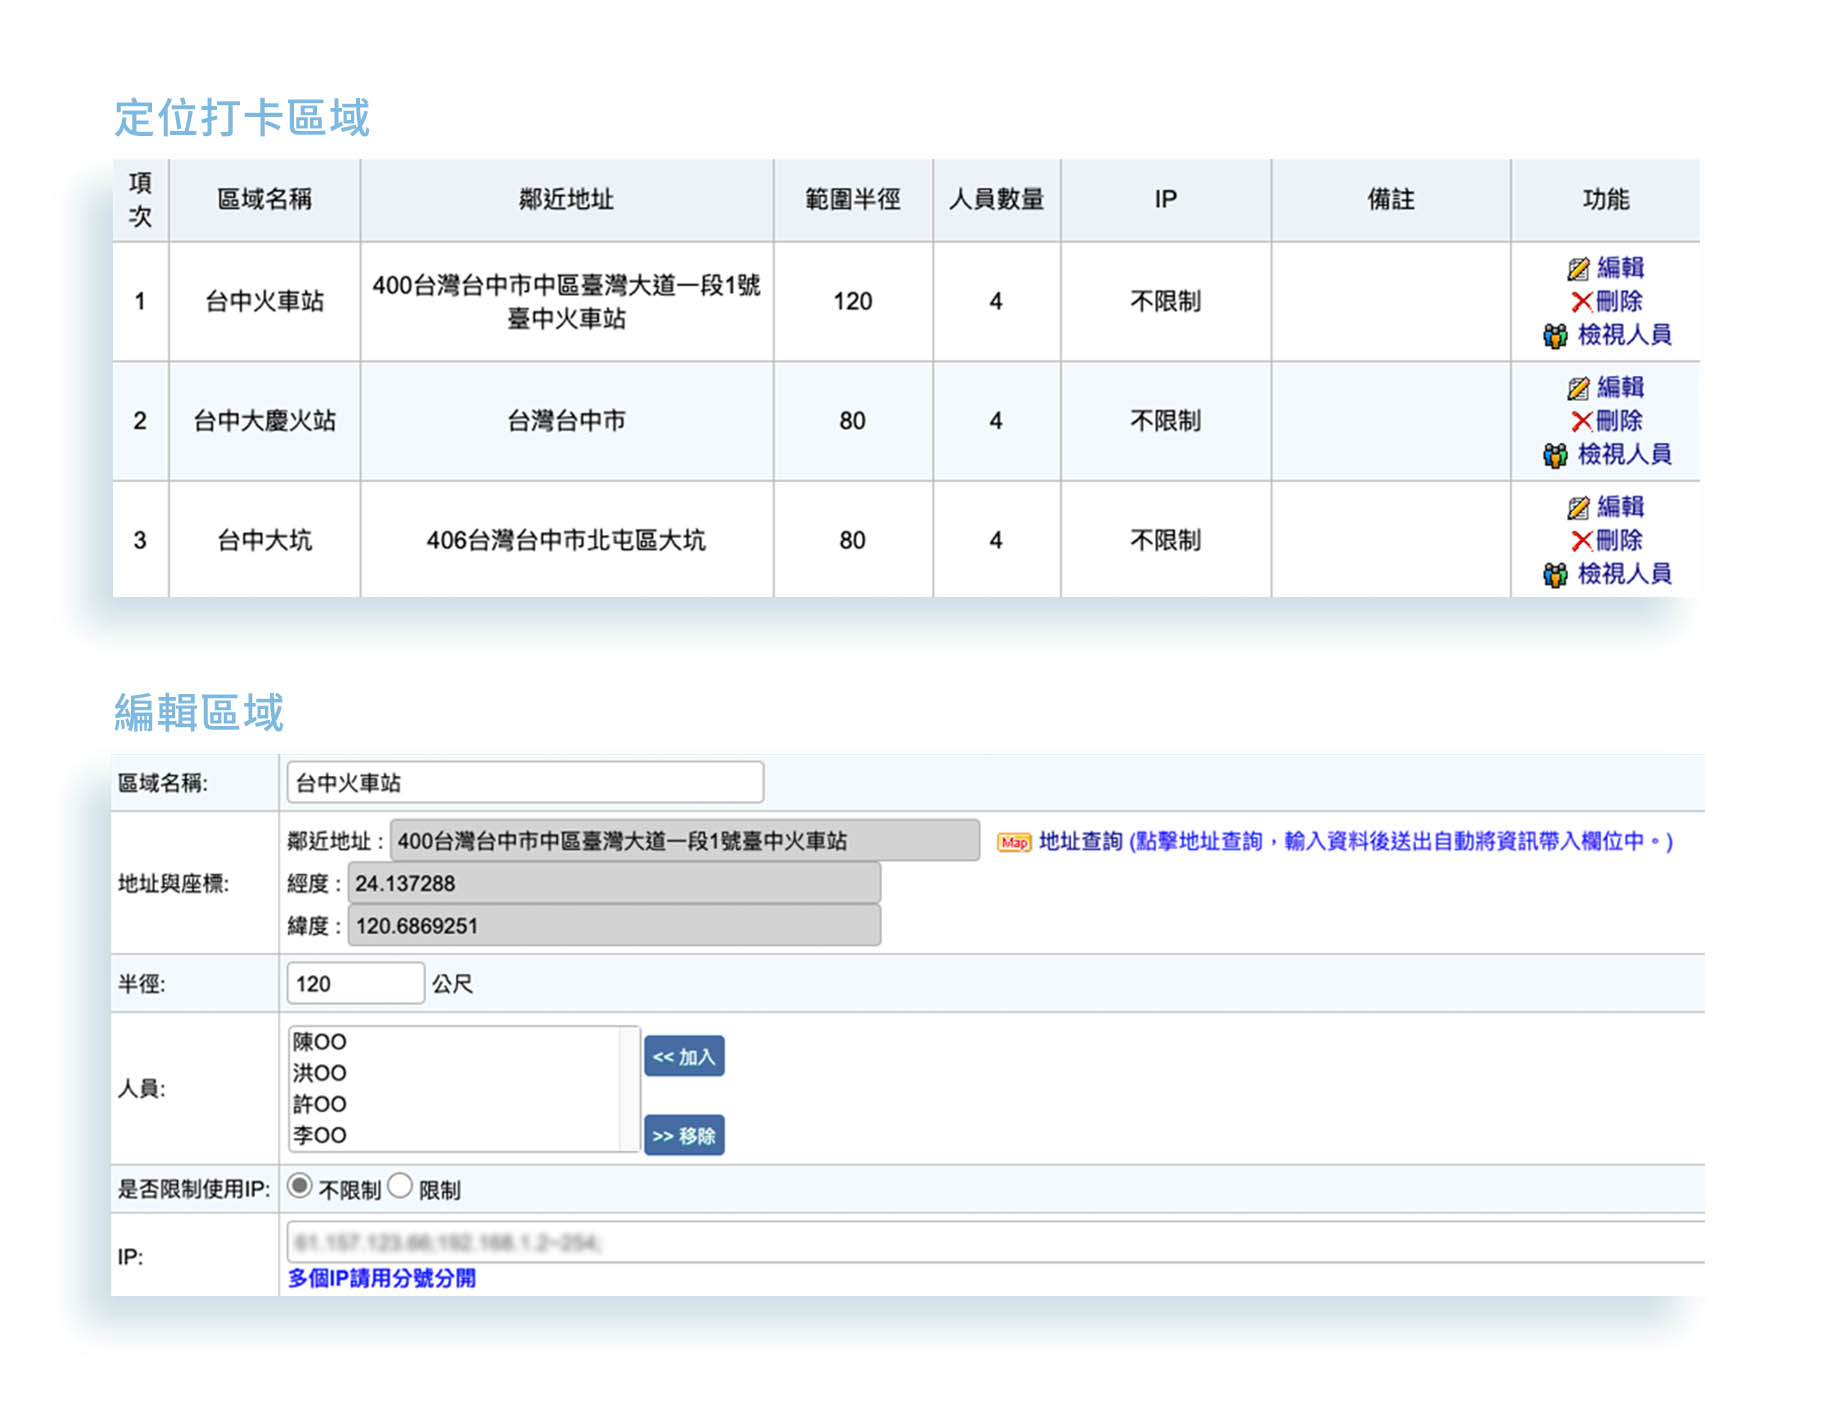 定位打卡區域
項次 區域名稱 鄰近地址 範圍半徑 人員數量 IP 備註 功能
1 台中火車站 400台灣台中市中區臺灣大道一段1號臺中火車站 120 4 不限制 編輯 刪除 檢視人員
2 台中大慶火站 台灣台中市 80 4 不限制 編輯 刪除 檢視人員
3 台中大坑 406台灣台中市北屯區大坑 80 4 不限制 編輯 刪除 檢視人員
編輯區域
區域名稱: 台中火車站
地址與座標:
鄰近地址 : 400台灣台中市中區臺灣大道一段1號臺中火車站 Map 地址查詢 (點擊地址查詢，輸入資料後送出自動將資訊帶入欄位中。)
經度 : 24.137288
緯度 : 120.6869251
半徑: 120 公尺
人員:
陳OO
洪OO
許OO
李OO
<< 加入
>> 移除
是否限制使用IP: 不限制 限制
IP:
多個IP請用分號分開